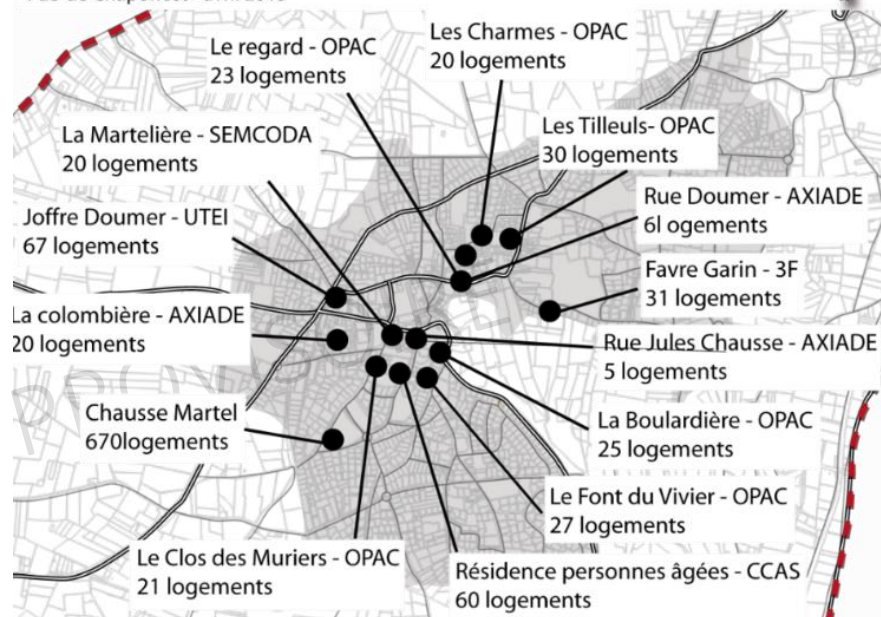 Le regard - OPAC
23 logements
Les Charmes - OPAC
20 logements
La Martelière - SEMCODA
20 logements
Les Tilleuls- OPAC
30 logements
Joffre Doumer - UTEI
67 logements
Rue Doumer - AXIADE
6l ogements
Favre Garin - 3F
31 logements
La colombière - AXIADE
20 logements
Rue Jules Chausse - AXIADE
5 logements
Chausse Martel
670logements
La Boulardière - OPAC
25 logements
Le Font du Vivier - OPAC
27 logements
Le Clos des Muriers - OPAC
21 logements
Résidence personnes âgées - CCAS
60 logements